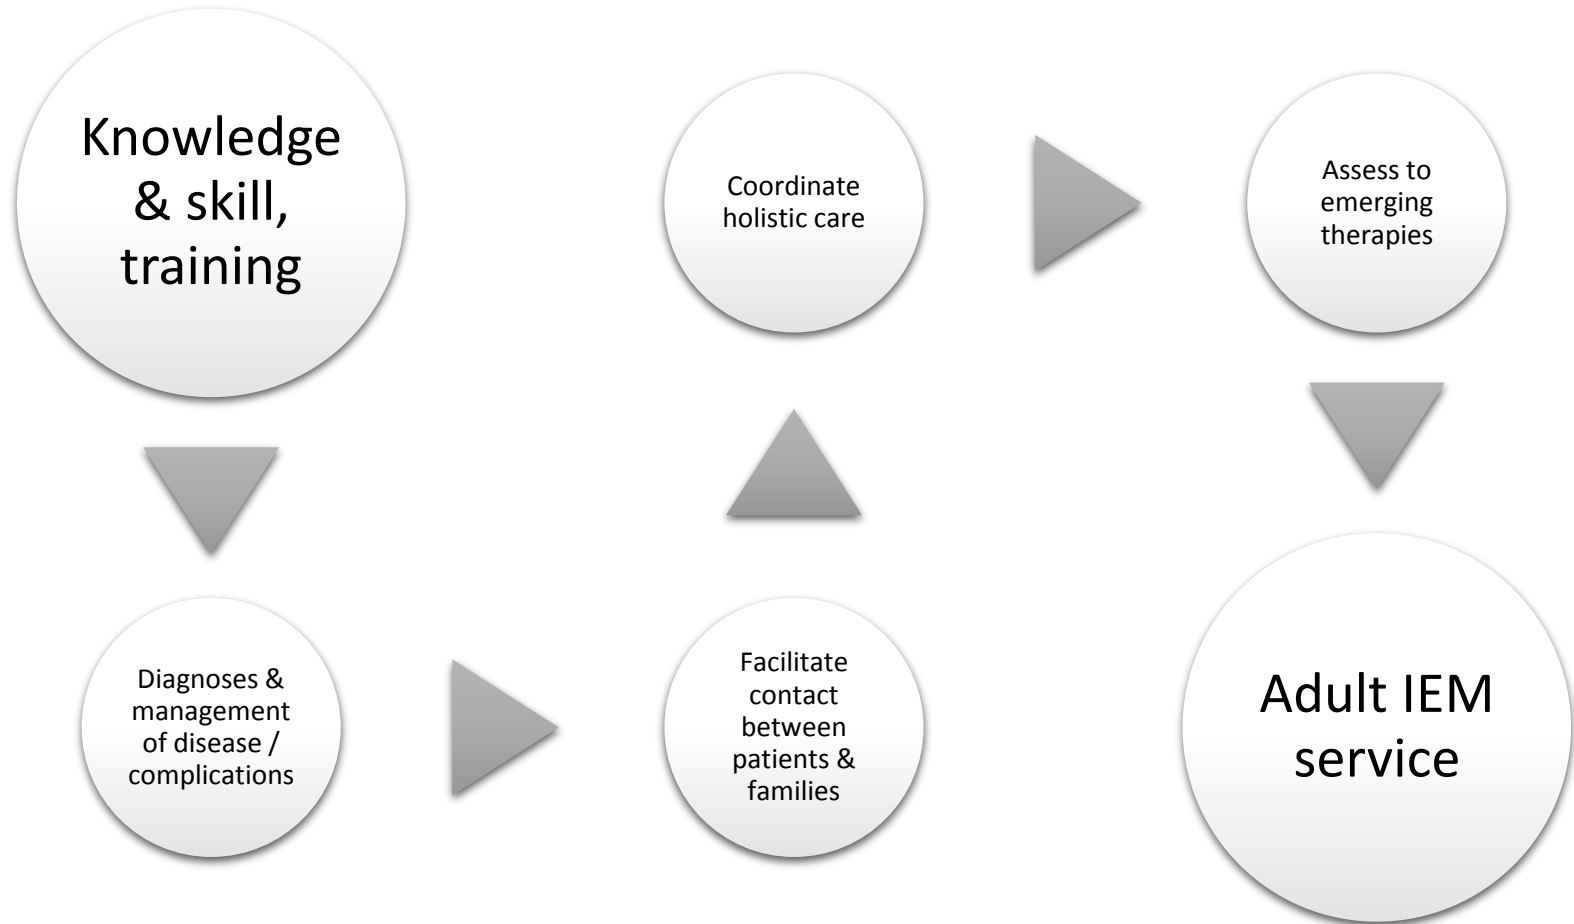 Knowledge
& skill,
training
Diagnoses &
management
of disease /
complications
Facilitate
contact
between
patients &
families
Coordinate
holistic care
Assess to
emerging
therapies
Adult IEM
service